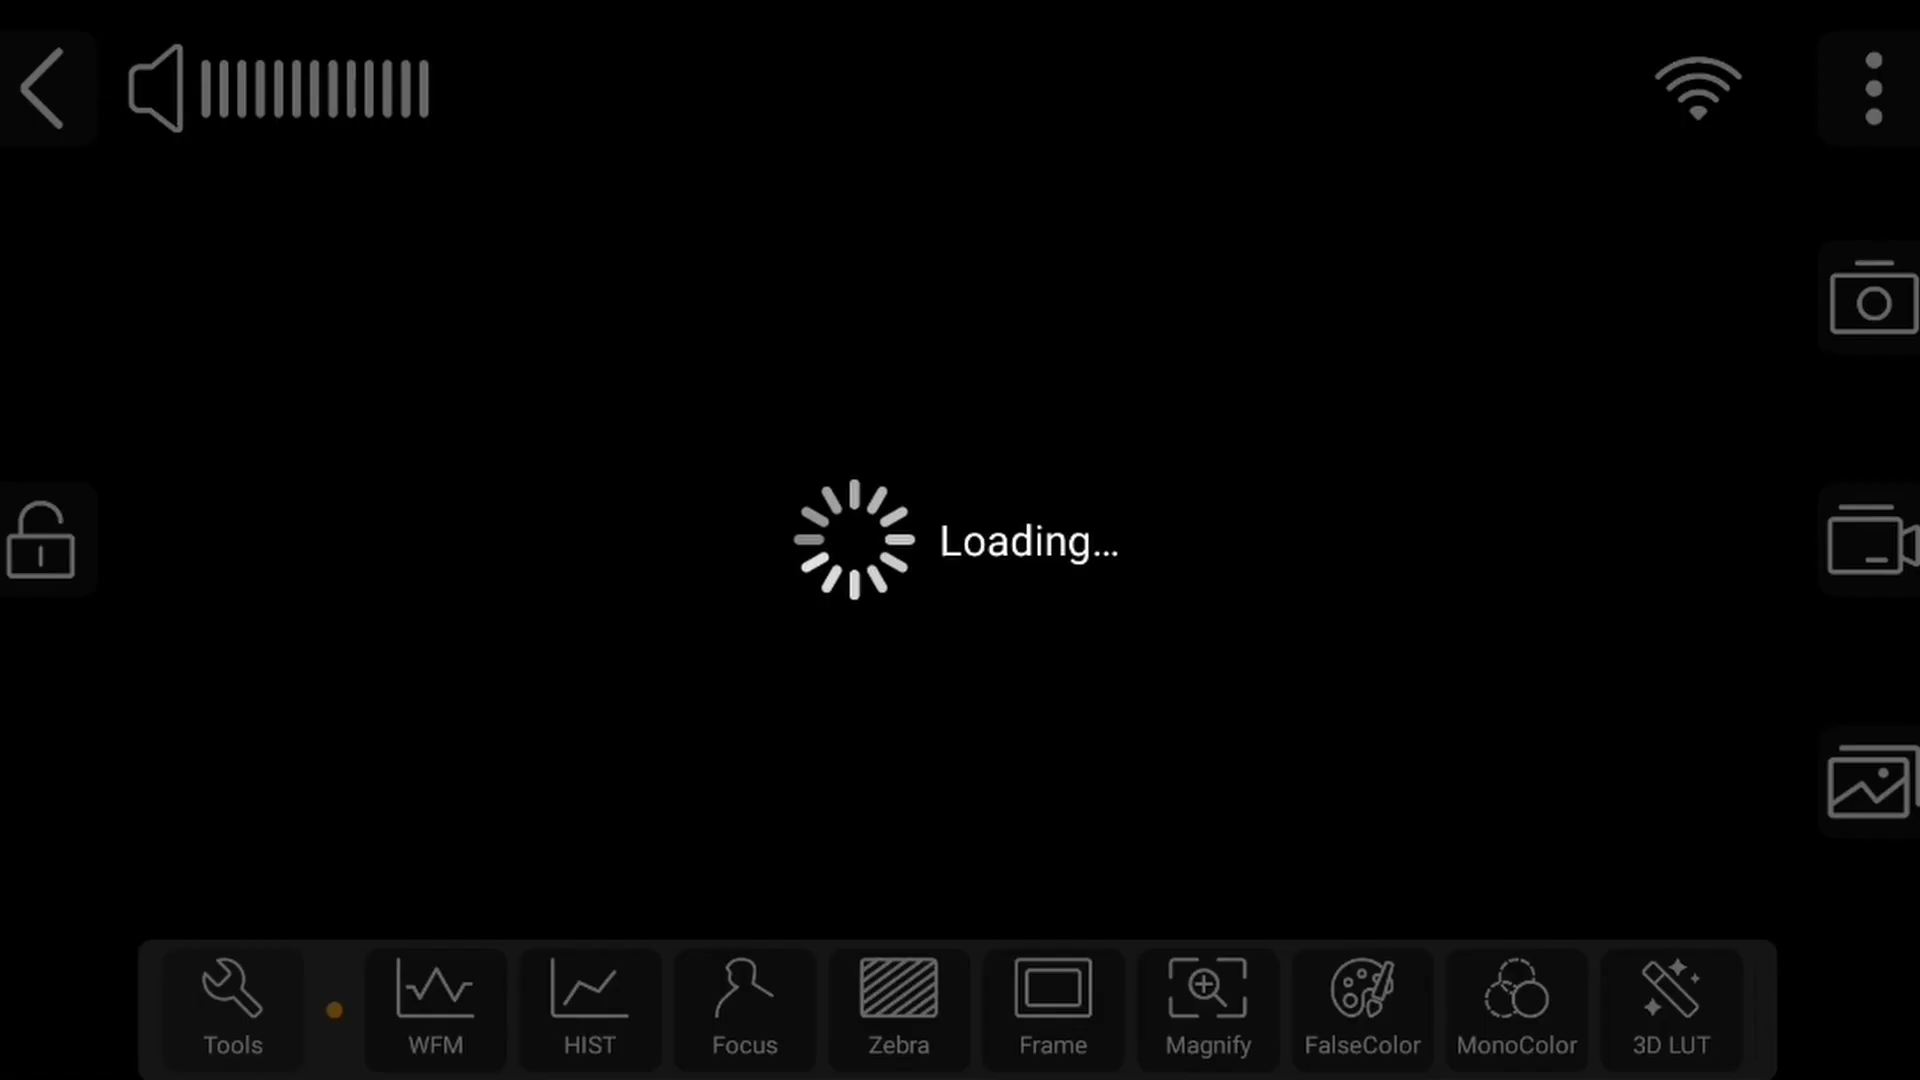 Loading...
Tools
WFM
HIST
Focus
Zebra
Frame
Magnify
FalseColor
MonoColor
3D LUT